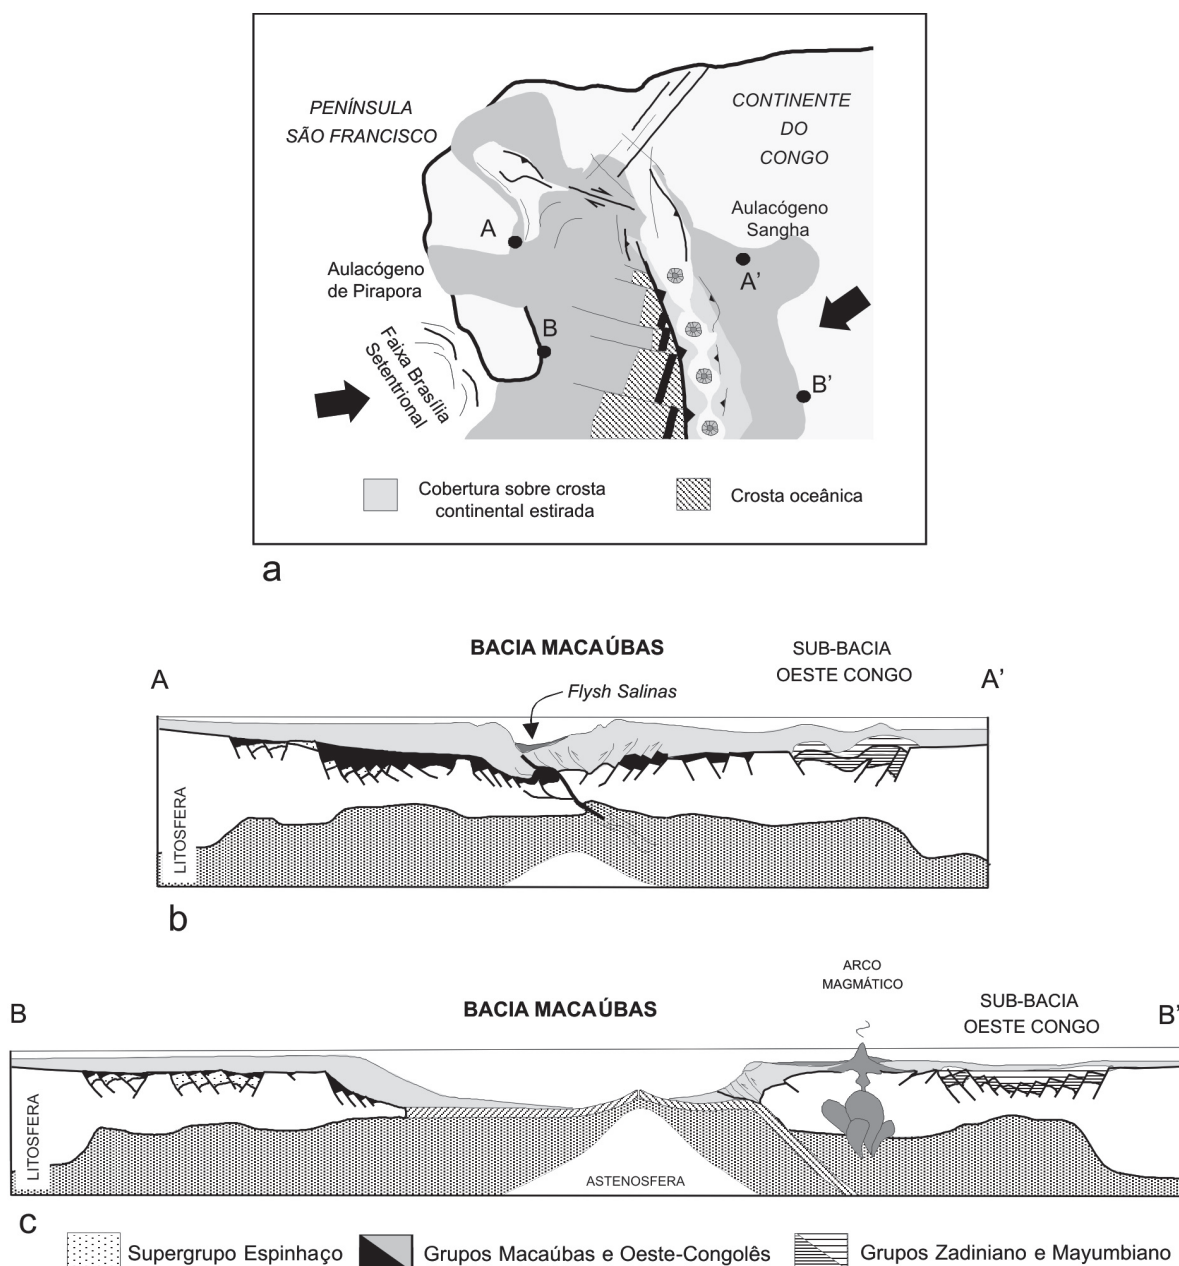 PENÍNSULA
SÃO FRANCISCO
CONTINENTE
DO
CONGO
Aulacógeno
Sangha
A
A'
Aulacógeno
de Pirapora
B
Faixa Brasília
Setentrional
B'
Cobertura sobre crosta
continental estirada
Crosta oceânica
a
BACIA MACAÚBAS
SUB-BACIA
OESTE CONGO
A
A'
Flysh Salinas
LITOSFERA
b
ARCO
MAGMÁTICO
BACIA MACAÚBAS
SUB-BACIA
OESTE CONGO
B
B'
LITOSFERA
ASTENOSFERA
c
Supergrupo Espinhaço
Grupos Macaúbas e Oeste-Congolês
Grupos Zadiniano e Mayumbiano